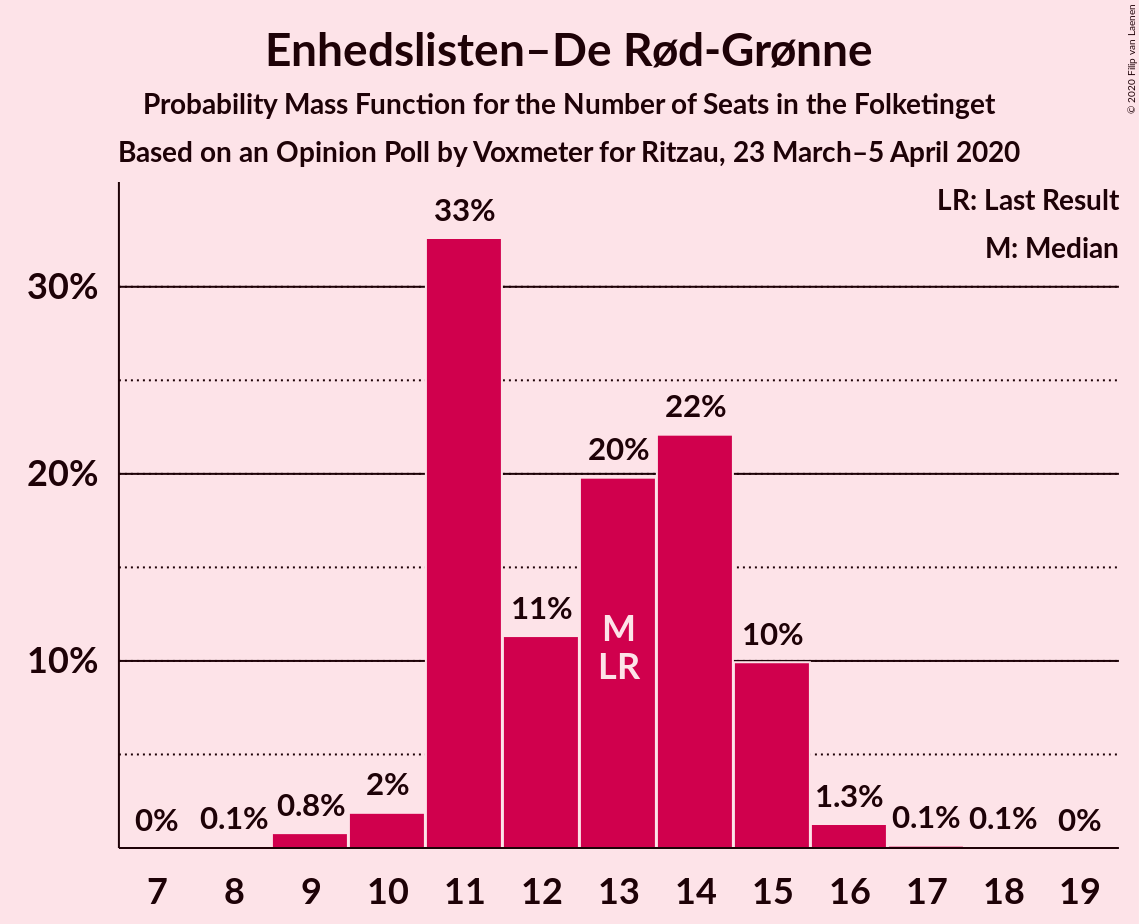 Enhedslisten–De Rød-Grønne
Probability Mass Function for the Number of Seats in the Folketinget
Based on an Opinion Poll by Voxmeter for Ritzau, 23 March–5 April 2020
© 2020 Filip van Laenen
LR: Last Result
M: Median
30%
20%
10%
0%
0.1%
0.8%
2%
33%
11%
20%
22%
10%
1.3%
0.1%
0.1%
0%
M
LR
7 8 9 10 11 12 13 14 15 16 17 18 19